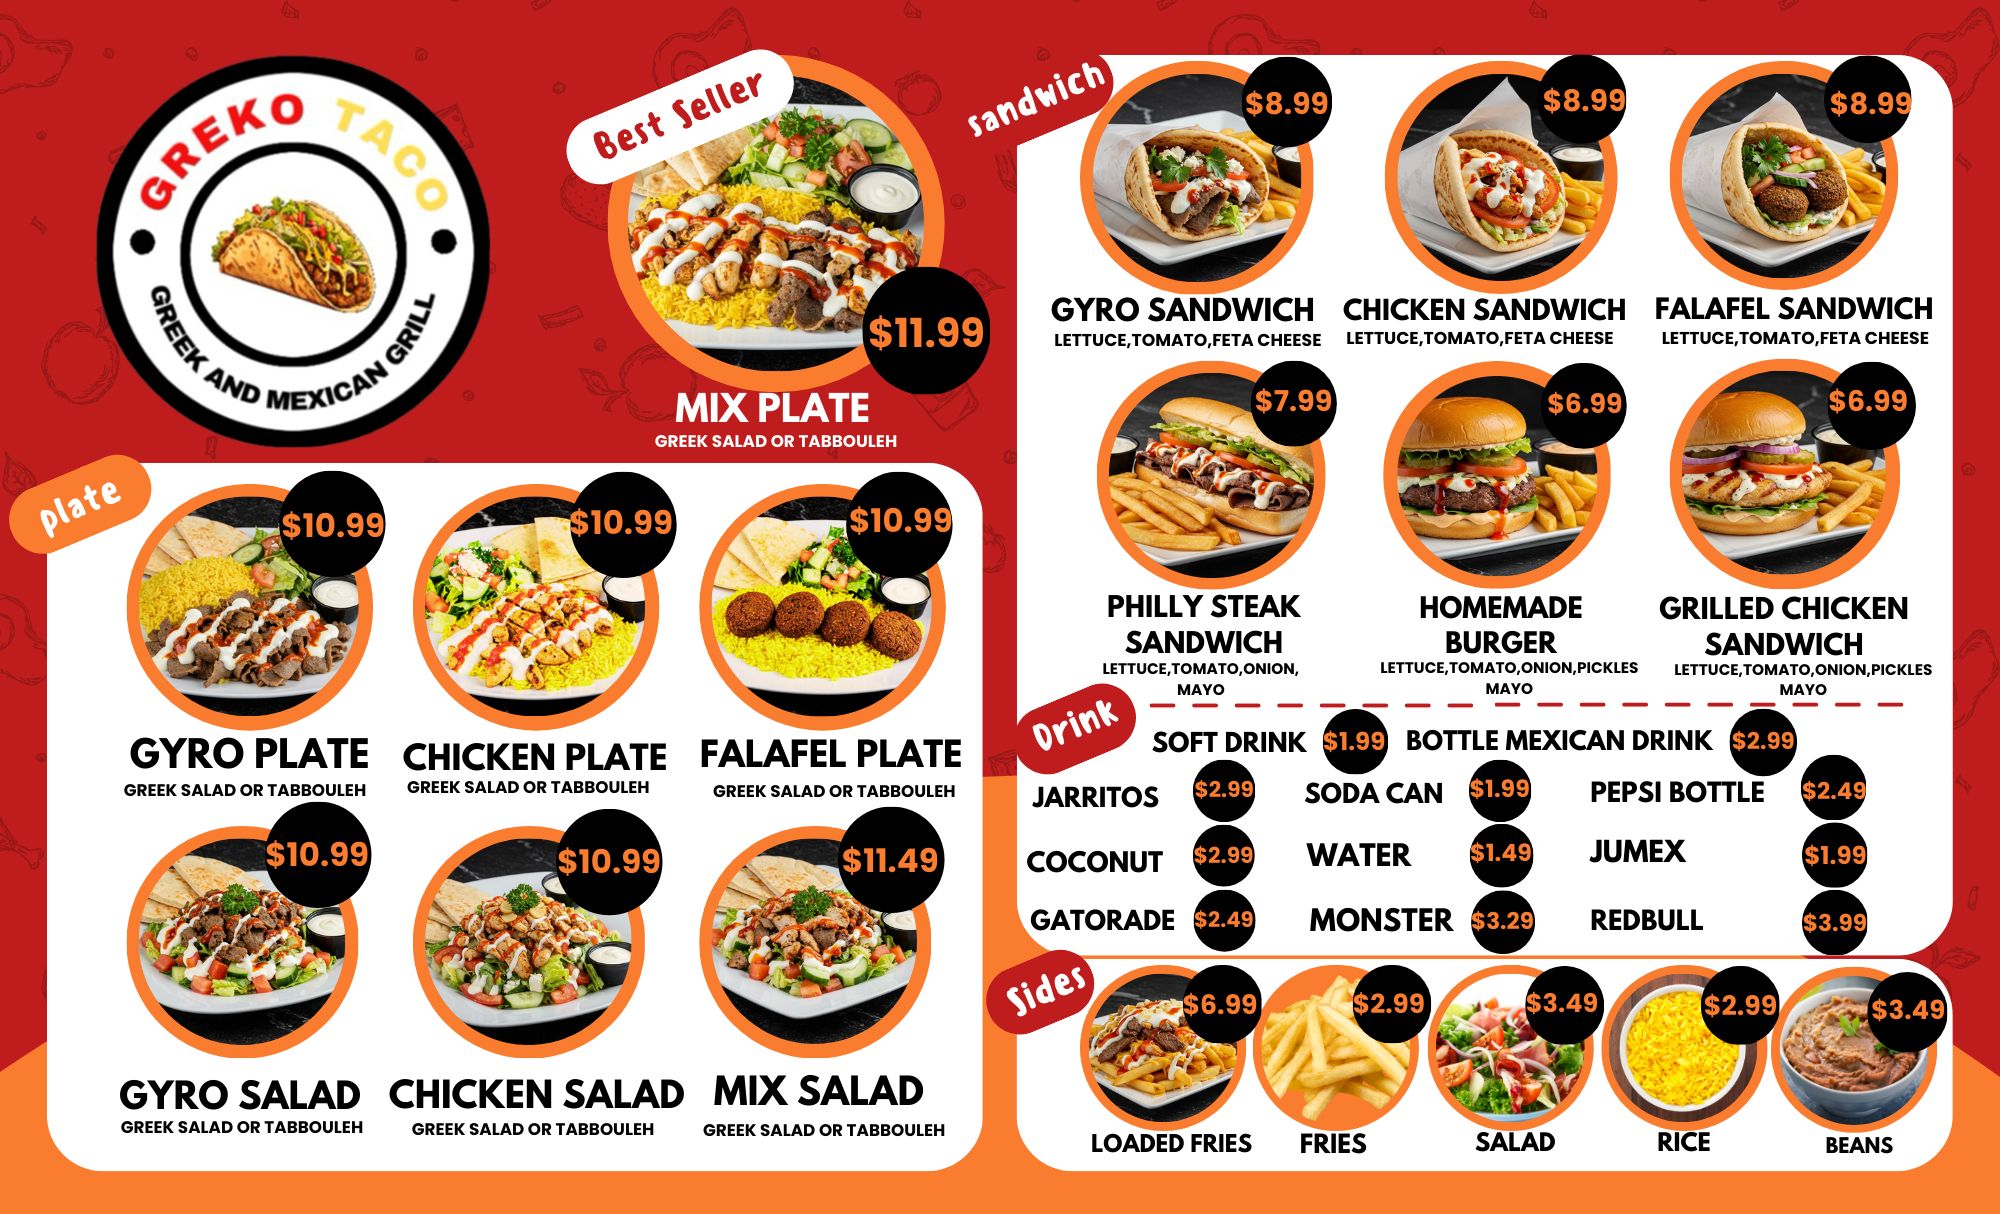 GREKO TACO
GREEK AND MEXICAN GRILL
Best Seller
$11.99
MIX PLATE
GREEK SALAD OR TABBOULEH
plate
$10.99
$10.99
$10.99
GYRO PLATE
CHICKEN PLATE
FALAFEL PLATE
GREEK SALAD OR TABBOULEH
GREEK SALAD OR TABBOULEH
GREEK SALAD OR TABBOULEH
$10.99
$10.99
$11.49
GYRO SALAD
CHICKEN SALAD
MIX SALAD
GREEK SALAD OR TABBOULEH
GREEK SALAD OR TABBOULEH
GREEK SALAD OR TABBOULEH
sandwich
$8.99
$8.99
$8.99
GYRO SANDWICH
CHICKEN SANDWICH
FALAFEL SANDWICH
LETTUCE,TOMATO,FETA CHEESE
LETTUCE,TOMATO,FETA CHEESE
LETTUCE,TOMATO,FETA CHEESE
$7.99
$6.99
$6.99
PHILLY STEAK
SANDWICH
LETTUCE,TOMATO,ONION,
MAYO
HOMEMADE
BURGER
LETTUCE,TOMATO,ONION,PICKLES
MAYO
GRILLED CHICKEN
SANDWICH
LETTUCE,TOMATO,ONION,PICKLES
MAYO
Drink
SOFT DRINK $1.99 BOTTLE MEXICAN DRINK $2.99
JARRITOS $2.99 SODA CAN $1.99 PEPSI BOTTLE $2.49
COCONUT $2.99 WATER $1.49 JUMEX $1.99
GATORADE $2.49 MONSTER $3.29 REDBULL $3.99
Sides
$6.99
$2.99
$3.49
$2.99
$3.49
LOADED FRIES
FRIES
SALAD
RICE
BEANS